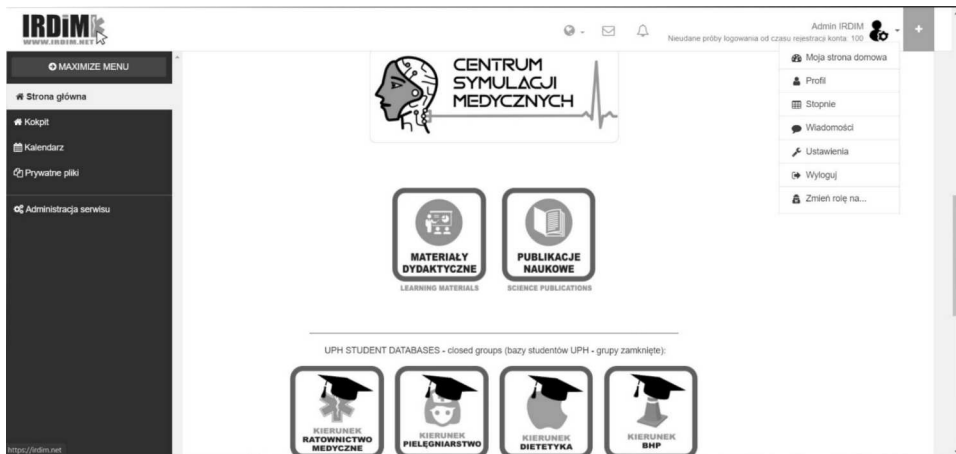 IRDiM
WWW.IRDIM.NET
Admin IRDIM
Nieudane próby logowania od czasu rejestracji konta: 100
MAXIMIZE MENU
Strona główna
Kokpit
Kalendarz
Prywatne pliki
Administracja serwisu
Moja strona domowa
Profil
Stopnie
Wiadomości
Ustawienia
Wyloguj
Zmień rolę na...
CENTRUM
SYMULACJI
MEDYCZNYCH
MATERIAŁY
DYDAKTYCZNE
LEARNING MATERIALS
PUBLIKACJE
NAUKOWE
SCIENCE PUBLICATIONS
UPH STUDENT DATABASES - closed groups (bazy studentów UPH - grupy zamknięte):
KIERUNEK
RATOWNICTWO
MEDYCZNE
KIERUNEK
PIELĘGNIARSTWO
KIERUNEK
DIETETYKA
KIERUNEK
BHP
https://irdim.net